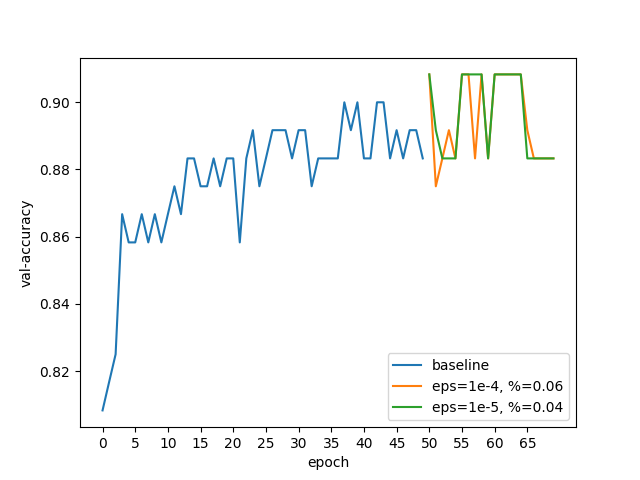 val-accuracy
0.90
0.88
0.86
0.84
0.82
0 5 10 15 20 25 30 35 40 45 50 55 60 65
epoch
baseline
eps=1e-4, %=0.06
eps=1e-5, %=0.04